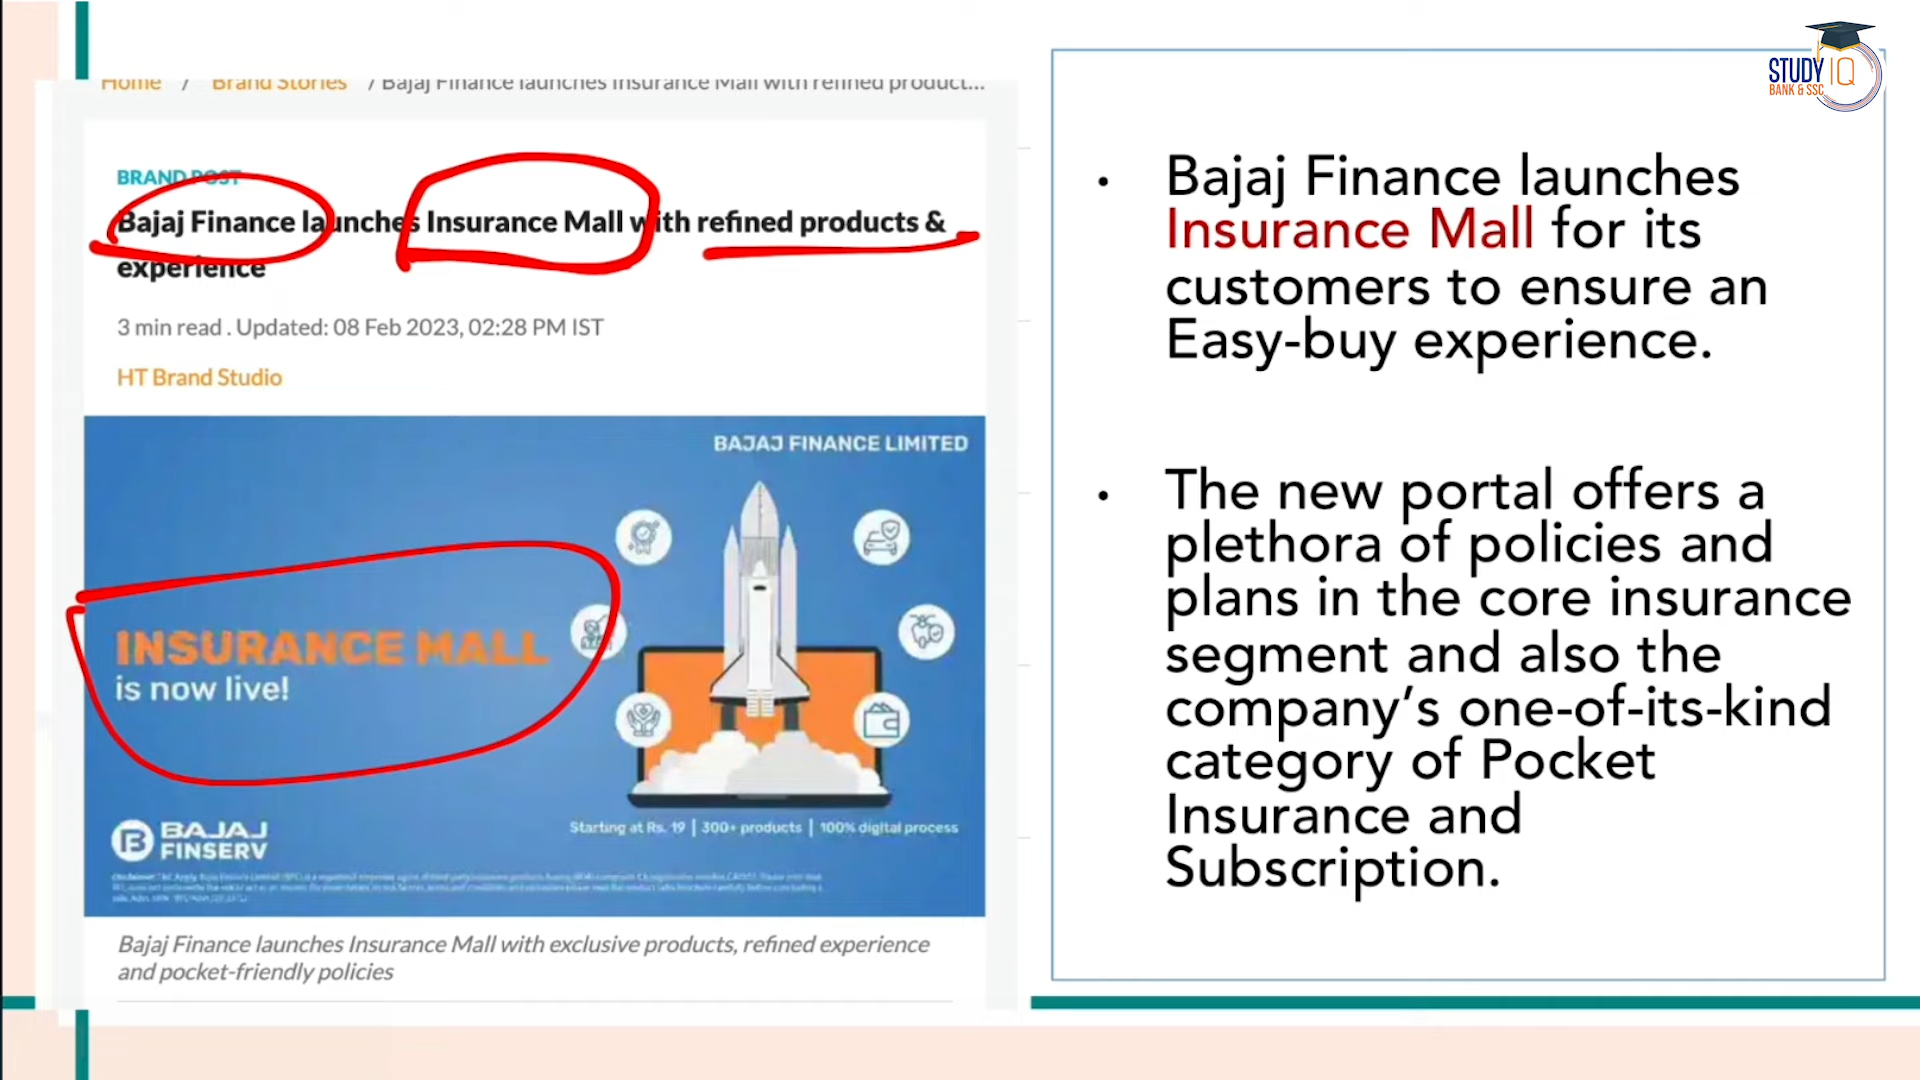 Home / Brand Stories / Bajaj Finance launches Insurance Mall with refined product...
BRAND POST
Bajaj Finance launches Insurance Mall with refined products &
experience
3 min read . Updated: 08 Feb 2023, 02:28 PM IST
HT Brand Studio
BAJAJ FINANCE LIMITED
INSURANCE MALL
is now live!
BAJAJ
FINSERV
Starting at Rs. 19 | 300+ products | 100% digital process
Bajaj Finance launches Insurance Mall with exclusive products, refined experience
and pocket-friendly policies
STUDY IQ
BANK & SSC
• Bajaj Finance launches
Insurance Mall for its
customers to ensure an
Easy-buy experience.
• The new portal offers a
plethora of policies and
plans in the core insurance
segment and also the
company’s one-of-its-kind
category of Pocket
Insurance and
Subscription.